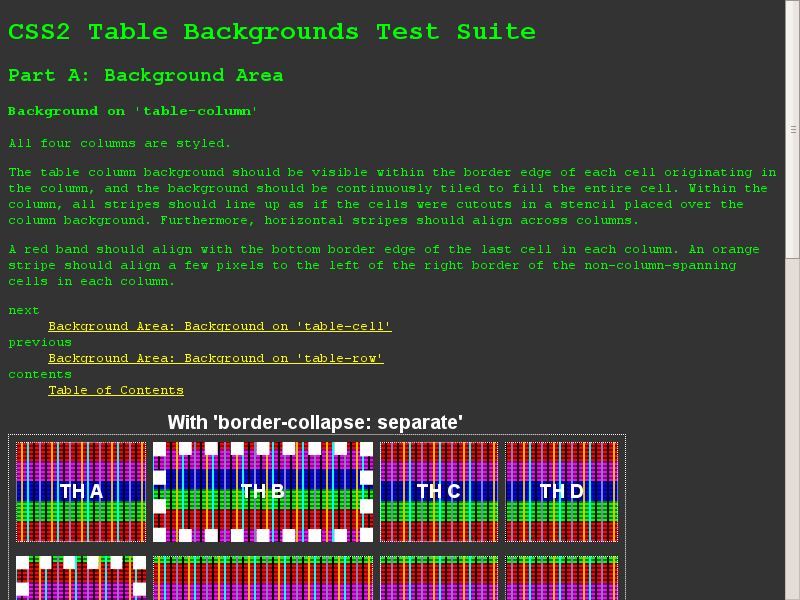 CSS2 Table Backgrounds Test Suite
Part A: Background Area
Background on 'table-column'
All four columns are styled.
The table column background should be visible within the border edge of each cell originating in
the column, and the background should be continuously tiled to fill the entire cell. Within the
column, all stripes should line up as if the cells were cutouts in a stencil placed over the
column background. Furthermore, horizontal stripes should align across columns.
A red band should align with the bottom border edge of the last cell in each column. An orange
stripe should align a few pixels to the left of the right border of the non-column-spanning
cells in each column.
next
Background Area: Background on 'table-cell'
previous
Background Area: Background on 'table-row'
contents
Table of Contents
With 'border-collapse: separate'
TH A TH B TH C TH D